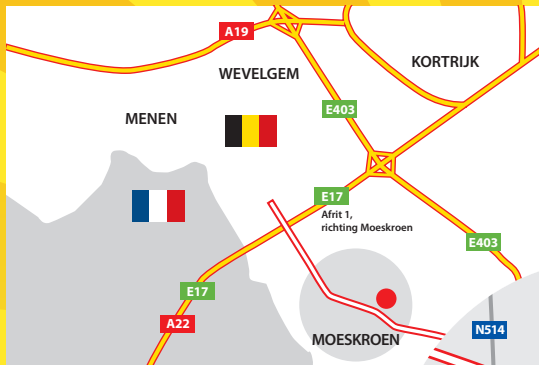 A19
WEVELGEM
KORTRIJK
MENEN
E403
E17
Afrit 1,
richting Moeskroen
E403
E17
A22
MOESKROEN
N514